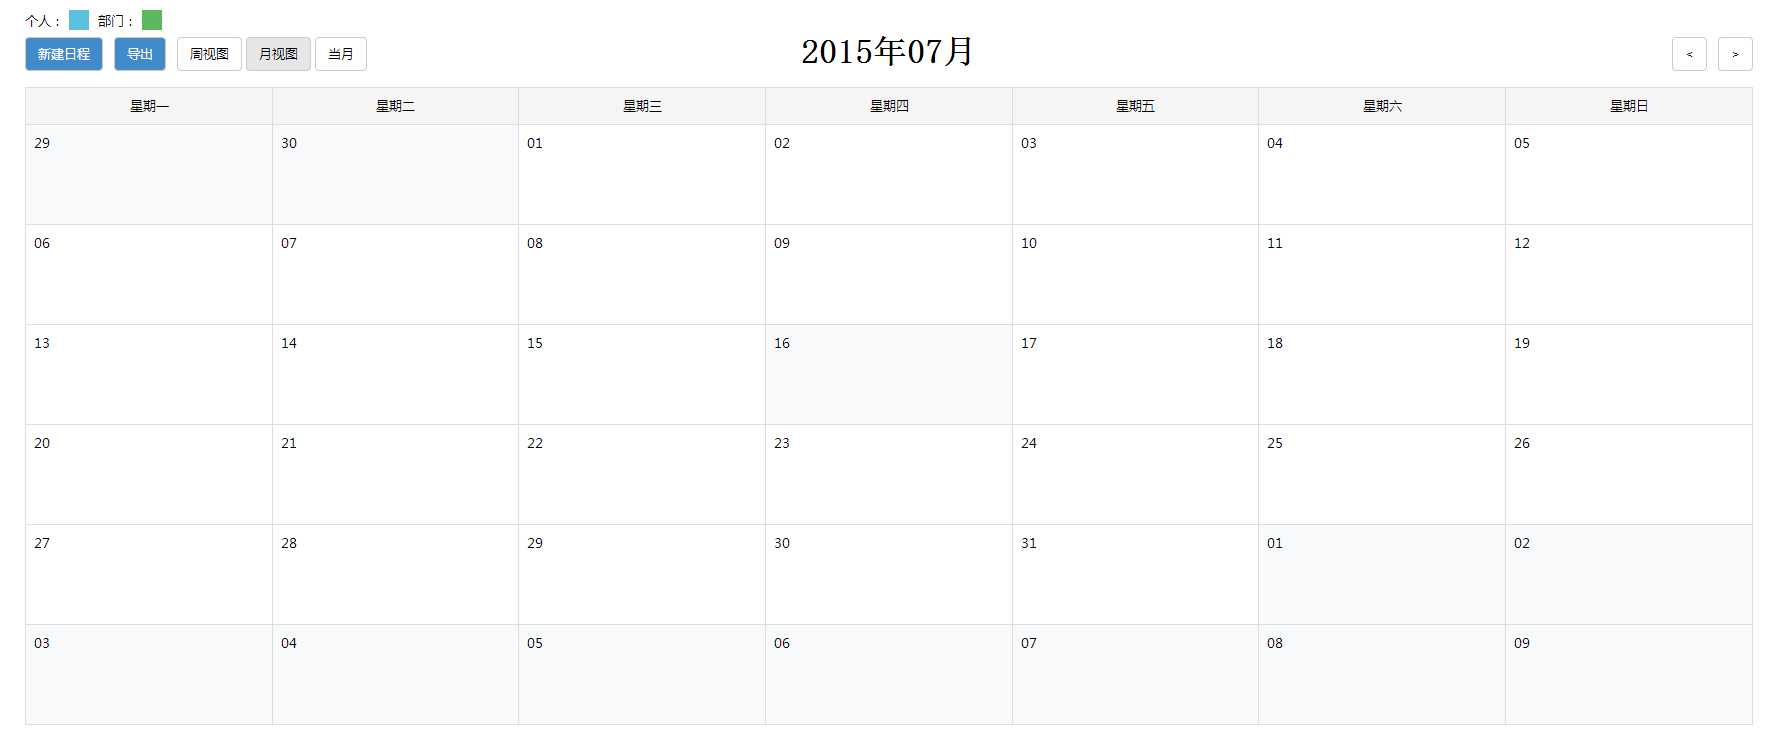 个人： 部门：
新建日程 导出 周视图 月视图 当月 2015年07月 < >
星期一 星期二 星期三 星期四 星期五 星期六 星期日
29 30 01 02 03 04 05
06 07 08 09 10 11 12
13 14 15 16 17 18 19
20 21 22 23 24 25 26
27 28 29 30 31 01 02
03 04 05 06 07 08 09